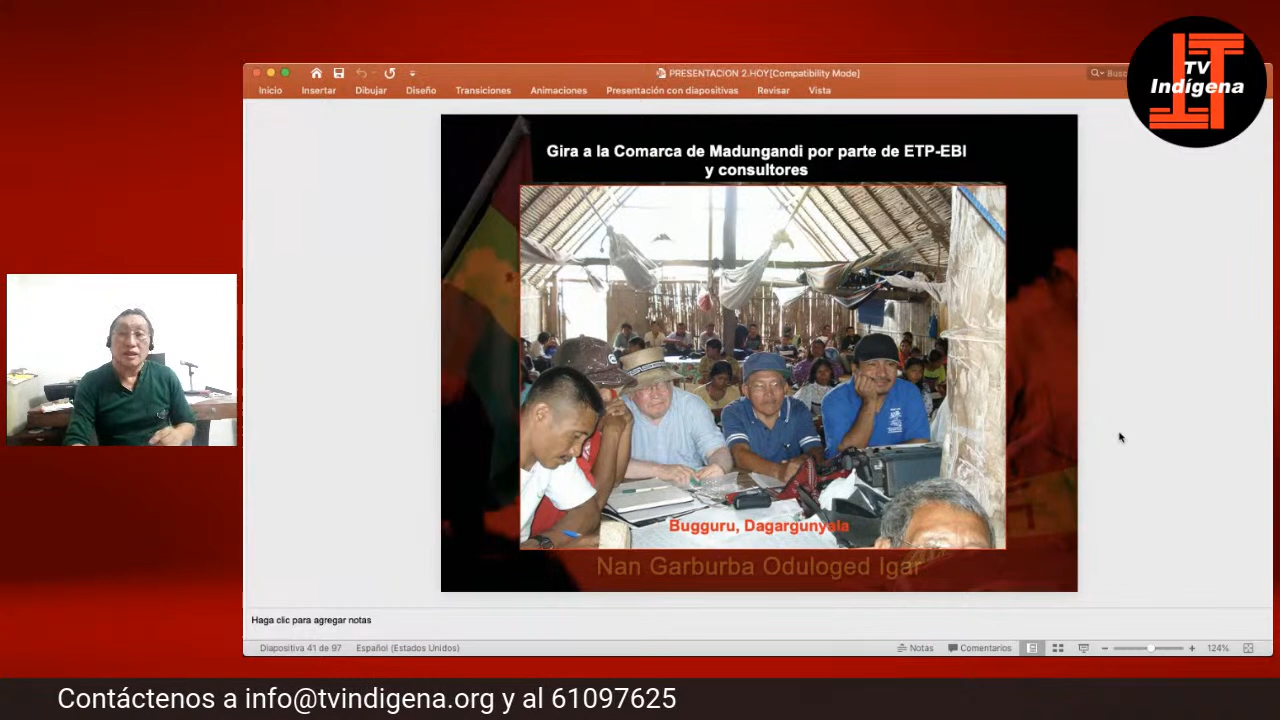 PRESENTACION 2.HOY[Compatibility Mode]
Inicio
Insertar
Dibujar
Diseño
Transiciones
Animaciones
Presentación con diapositivas
Revisar
Vista
TV
Indígena
Gira a la Comarca de Madungandi por parte de ETP-EBI
y consultores
Bugguru, Dagargunyala
Nan Garburba Oduloged Igar
Haga clic para agregar notas
Diapositiva 41 de 97
Español (Estados Unidos)
Notas
Comentarios
124%
Contáctenos a info@tvindigena.org y al 61097625